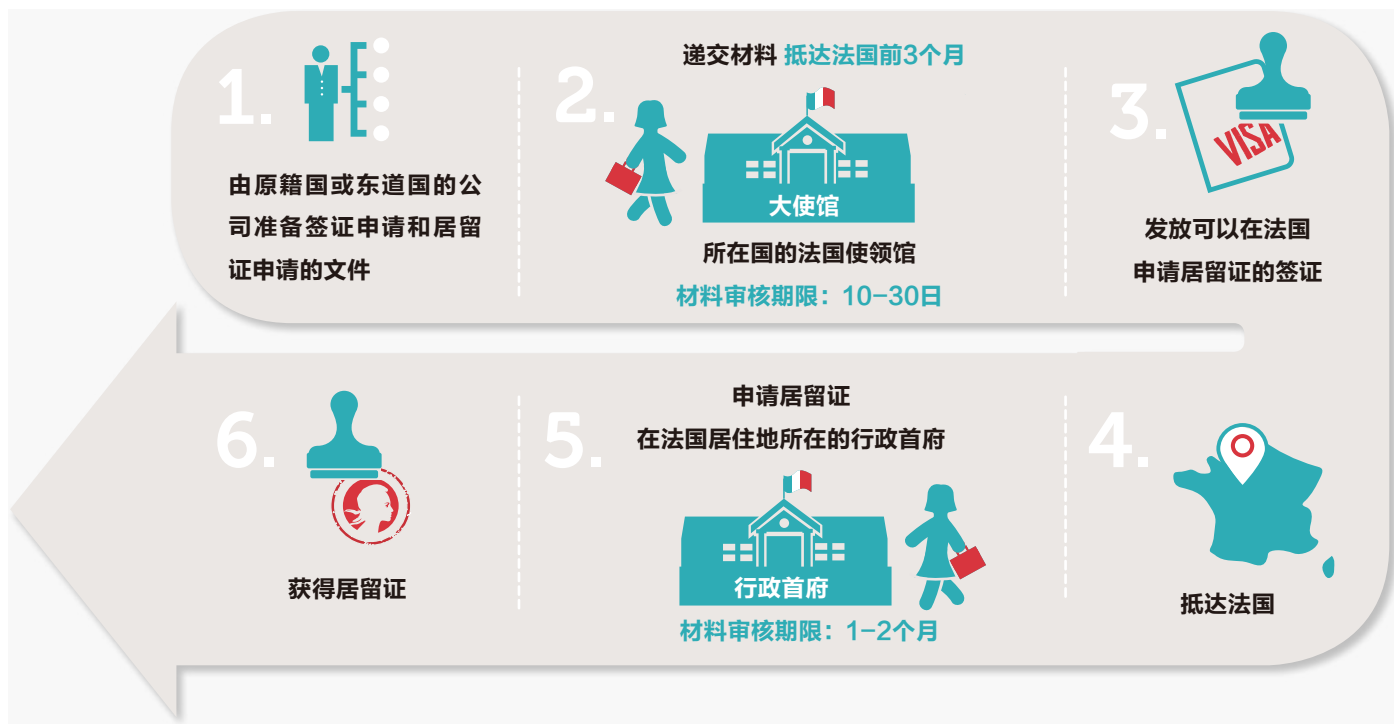 1.
由原籍国或东道国的公
司准备签证申请和居留
证申请的文件
2.
递交材料 抵达法国前3个月
大使馆
所在国的法国使领馆
材料审核期限：10-30日
3.
VISA
发放可以在法国
申请居留证的签证
4.
抵达法国
5.
申请居留证
在法国居住地所在的行政首府
行政首府
材料审核期限：1-2个月
6.
获得居留证